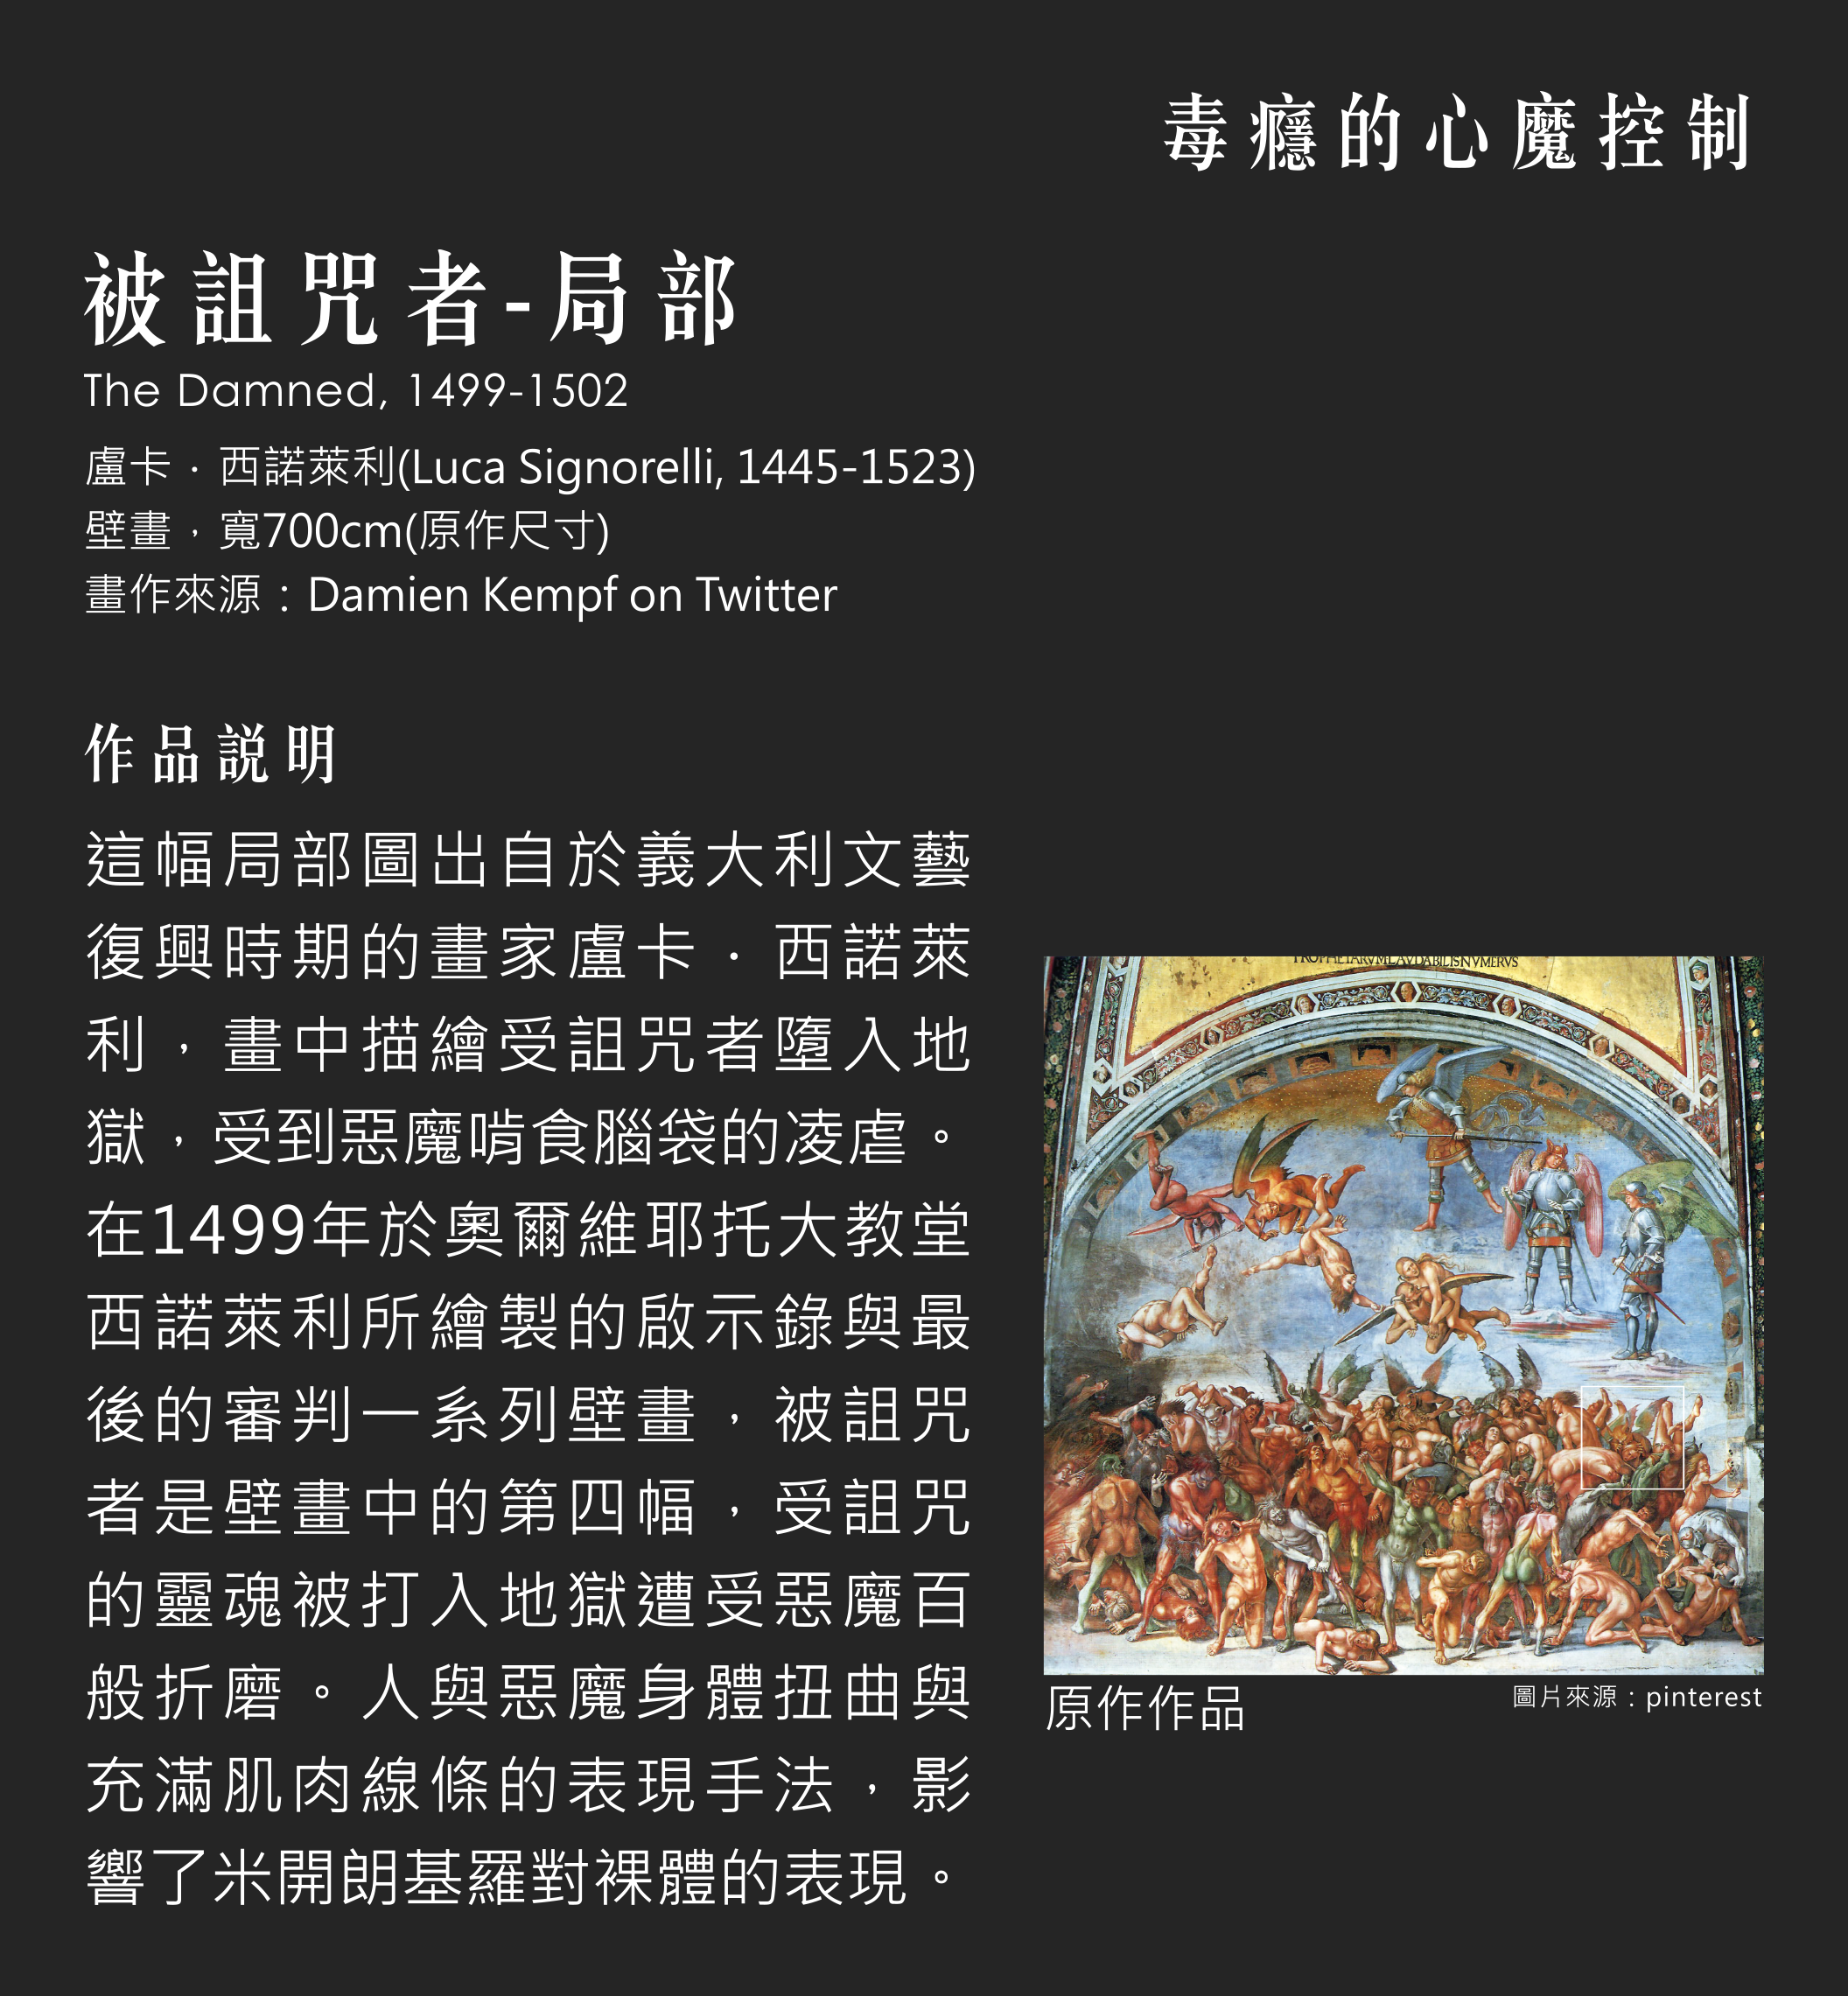 毒癮的心魔控制
被詛咒者-局部
The Damned, 1499-1502
盧卡．西諾萊利(Luca Signorelli, 1445-1523)
壁畫，寬700cm(原作尺寸)
畫作來源：Damien Kempf on Twitter
作品說明
這幅局部圖出自於義大利文藝
復興時期的畫家盧卡．西諾萊
利，畫中描繪受詛咒者墮入地
獄，受到惡魔啃食腦袋的凌虐。
在1499年於奧爾維耶托大教堂
西諾萊利所繪製的啟示錄與最
後的審判一系列壁畫，被詛咒
者是壁畫中的第四幅，受詛咒
的靈魂被打入地獄遭受惡魔百
般折磨。人與惡魔身體扭曲與
充滿肌肉線條的表現手法，影
響了米開朗基羅對裸體的表現。
PROPHETARVMLAVDABILISNVMERVS
原作作品
圖片來源：pinterest